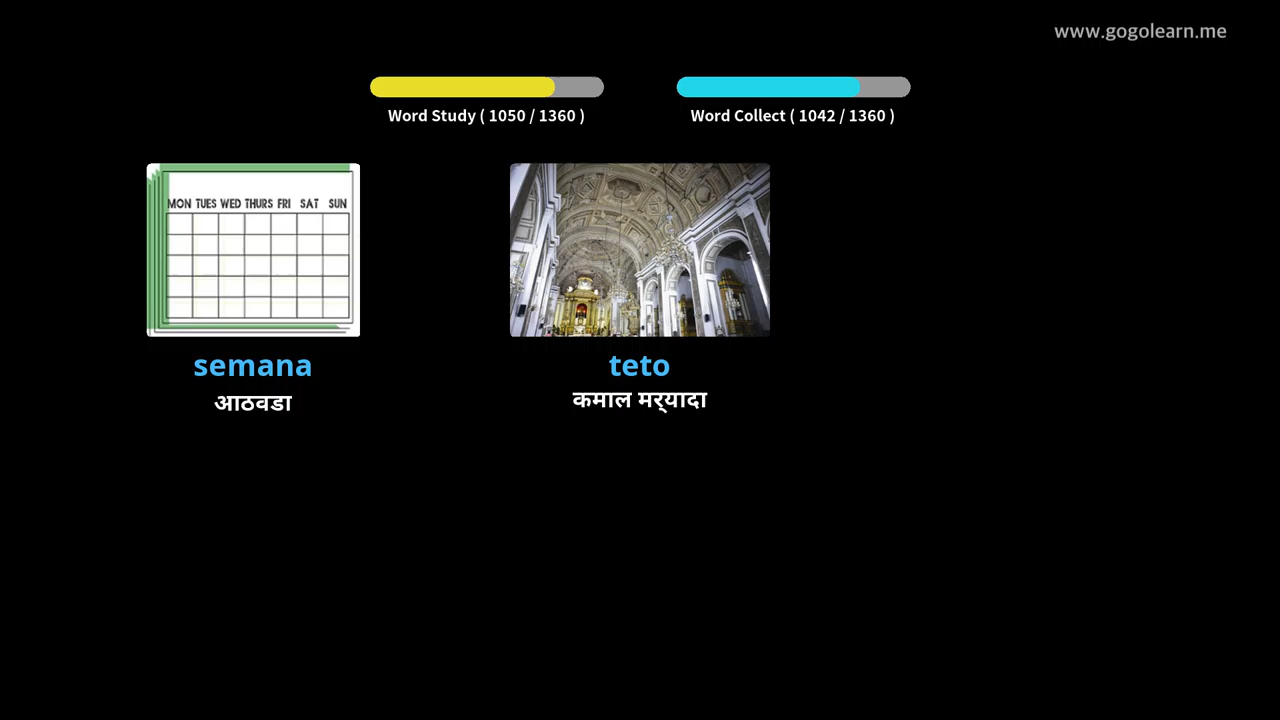 www.gogolearn.me
Word Study ( 1050 / 1360 )
Word Collect ( 1042 / 1360 )
MON TUES WED THURS FRI SAT SUN
semana
teto
आठवडा
कमाल मर्‍यादा